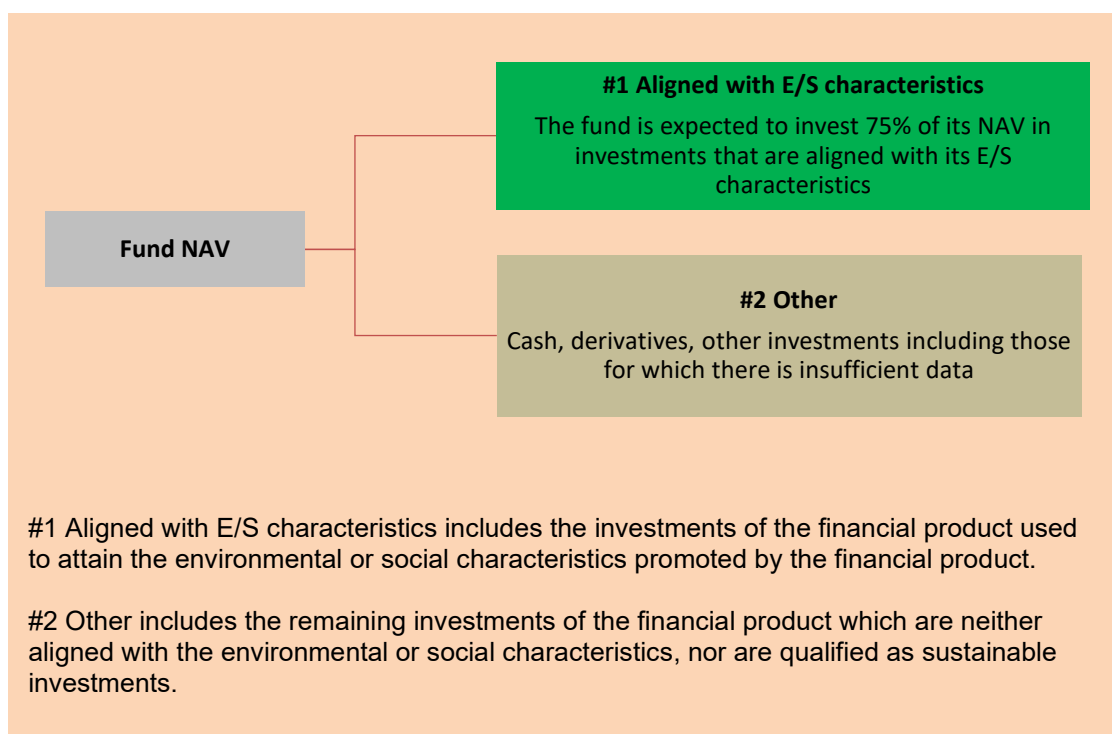 #1 Aligned with E/S characteristics
The fund is expected to invest 75% of its NAV in
investments that are aligned with its E/S
characteristics
Fund NAV
#2 Other
Cash, derivatives, other investments including those
for which there is insufficient data
#1 Aligned with E/S characteristics includes the investments of the financial product used
to attain the environmental or social characteristics promoted by the financial product.
#2 Other includes the remaining investments of the financial product which are neither
aligned with the environmental or social characteristics, nor are qualified as sustainable
investments.